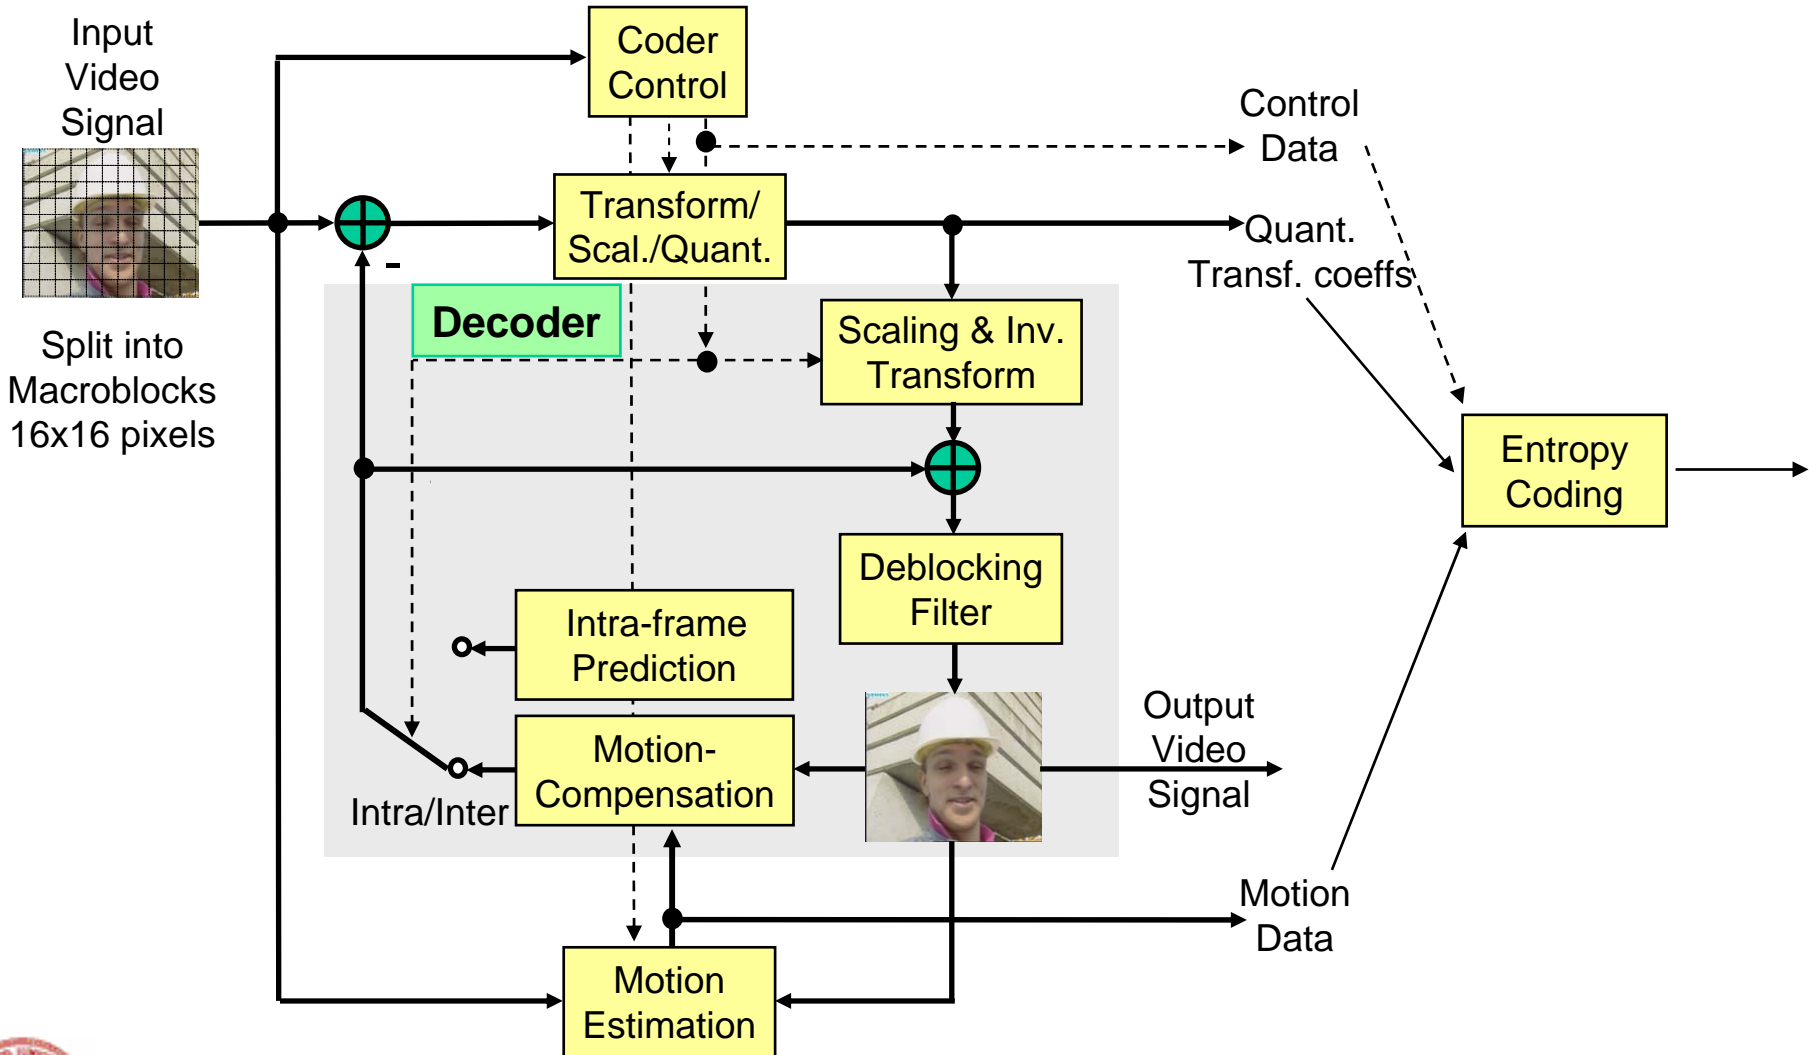 Input
Video
Signal
Split into
Macroblocks
16x16 pixels
Coder
Control
Transform/
Scal./Quant.
-
Decoder
Scaling & Inv.
Transform
Deblocking
Filter
Intra-frame
Prediction
Motion-
Compensation
Intra/Inter
Motion
Estimation
Control
Data
Quant.
Transf. coeffs
Output
Video
Signal
Motion
Data
Entropy
Coding